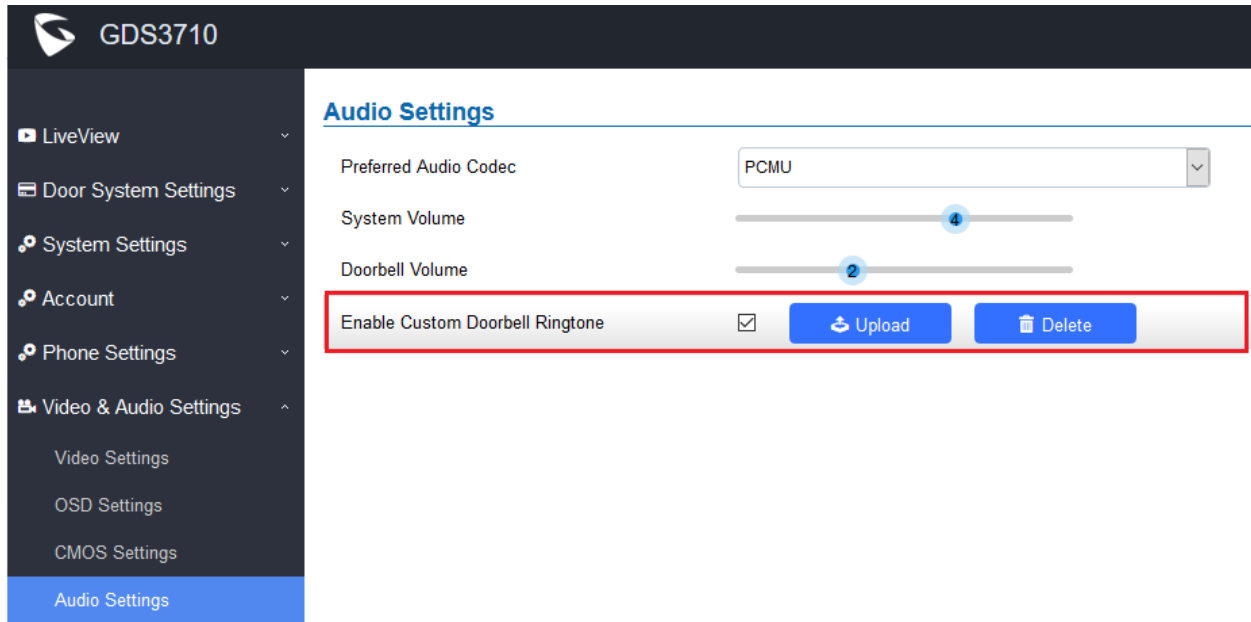 GDS3710
LiveView
Door System Settings
System Settings
Account
Phone Settings
Video & Audio Settings
Video Settings
OSD Settings
CMOS Settings
Audio Settings
Audio Settings
Preferred Audio Codec PCMU
System Volume 4
Doorbell Volume 2
Enable Custom Doorbell Ringtone Upload Delete